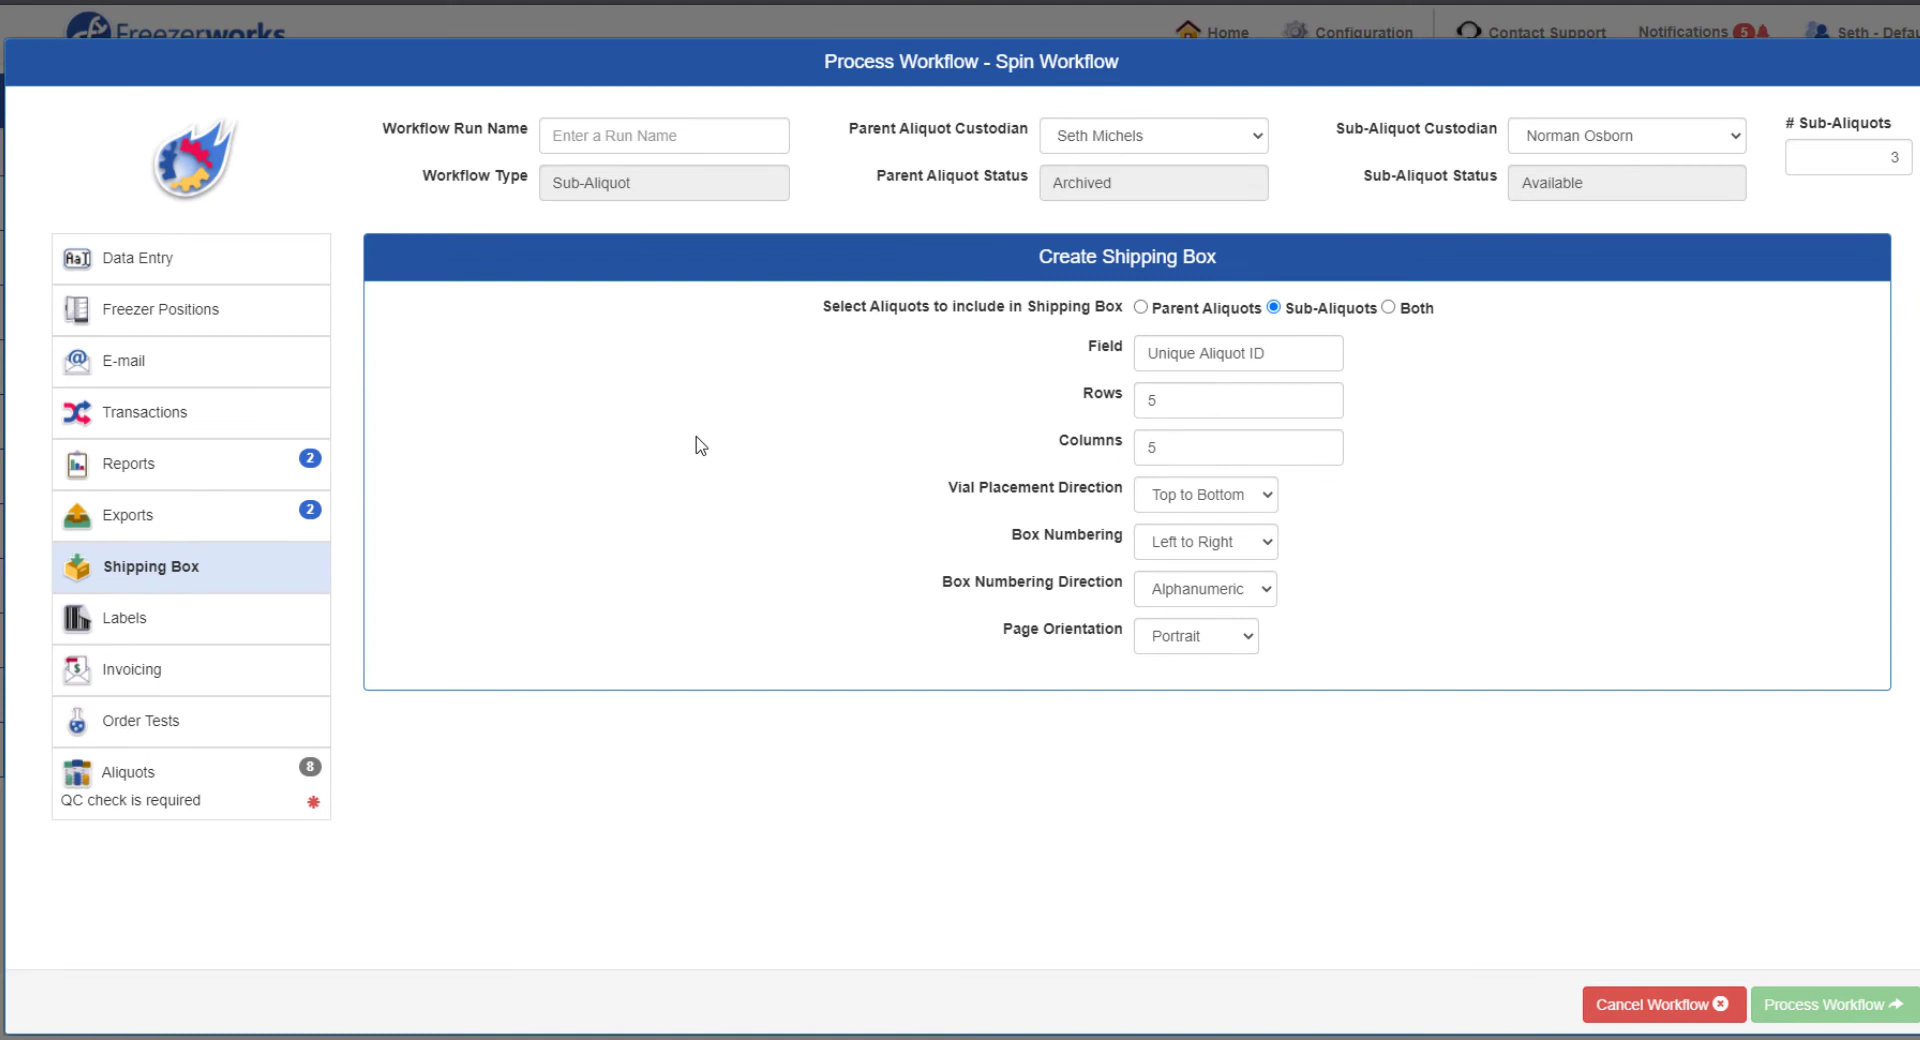 Freezerworks
Home
Configuration
Contact Support
Notifications 5
Seth - Defau
Process Workflow - Spin Workflow
Workflow Run Name
Enter a Run Name
Parent Aliquot Custodian
Seth Michels
Sub-Aliquot Custodian
Norman Osborn
# Sub-Aliquots
3
Workflow Type
Sub-Aliquot
Parent Aliquot Status
Archived
Sub-Aliquot Status
Available
Data Entry
Freezer Positions
E-mail
Transactions
Reports 2
Exports 2
Shipping Box
Labels
Invoicing
Order Tests
Aliquots 8
QC check is required
Create Shipping Box
Select Aliquots to include in Shipping Box Parent Aliquots Sub-Aliquots Both
Field Unique Aliquot ID
Rows 5
Columns 5
Vial Placement Direction Top to Bottom
Box Numbering Left to Right
Box Numbering Direction Alphanumeric
Page Orientation Portrait
Cancel Workflow
Process Workflow